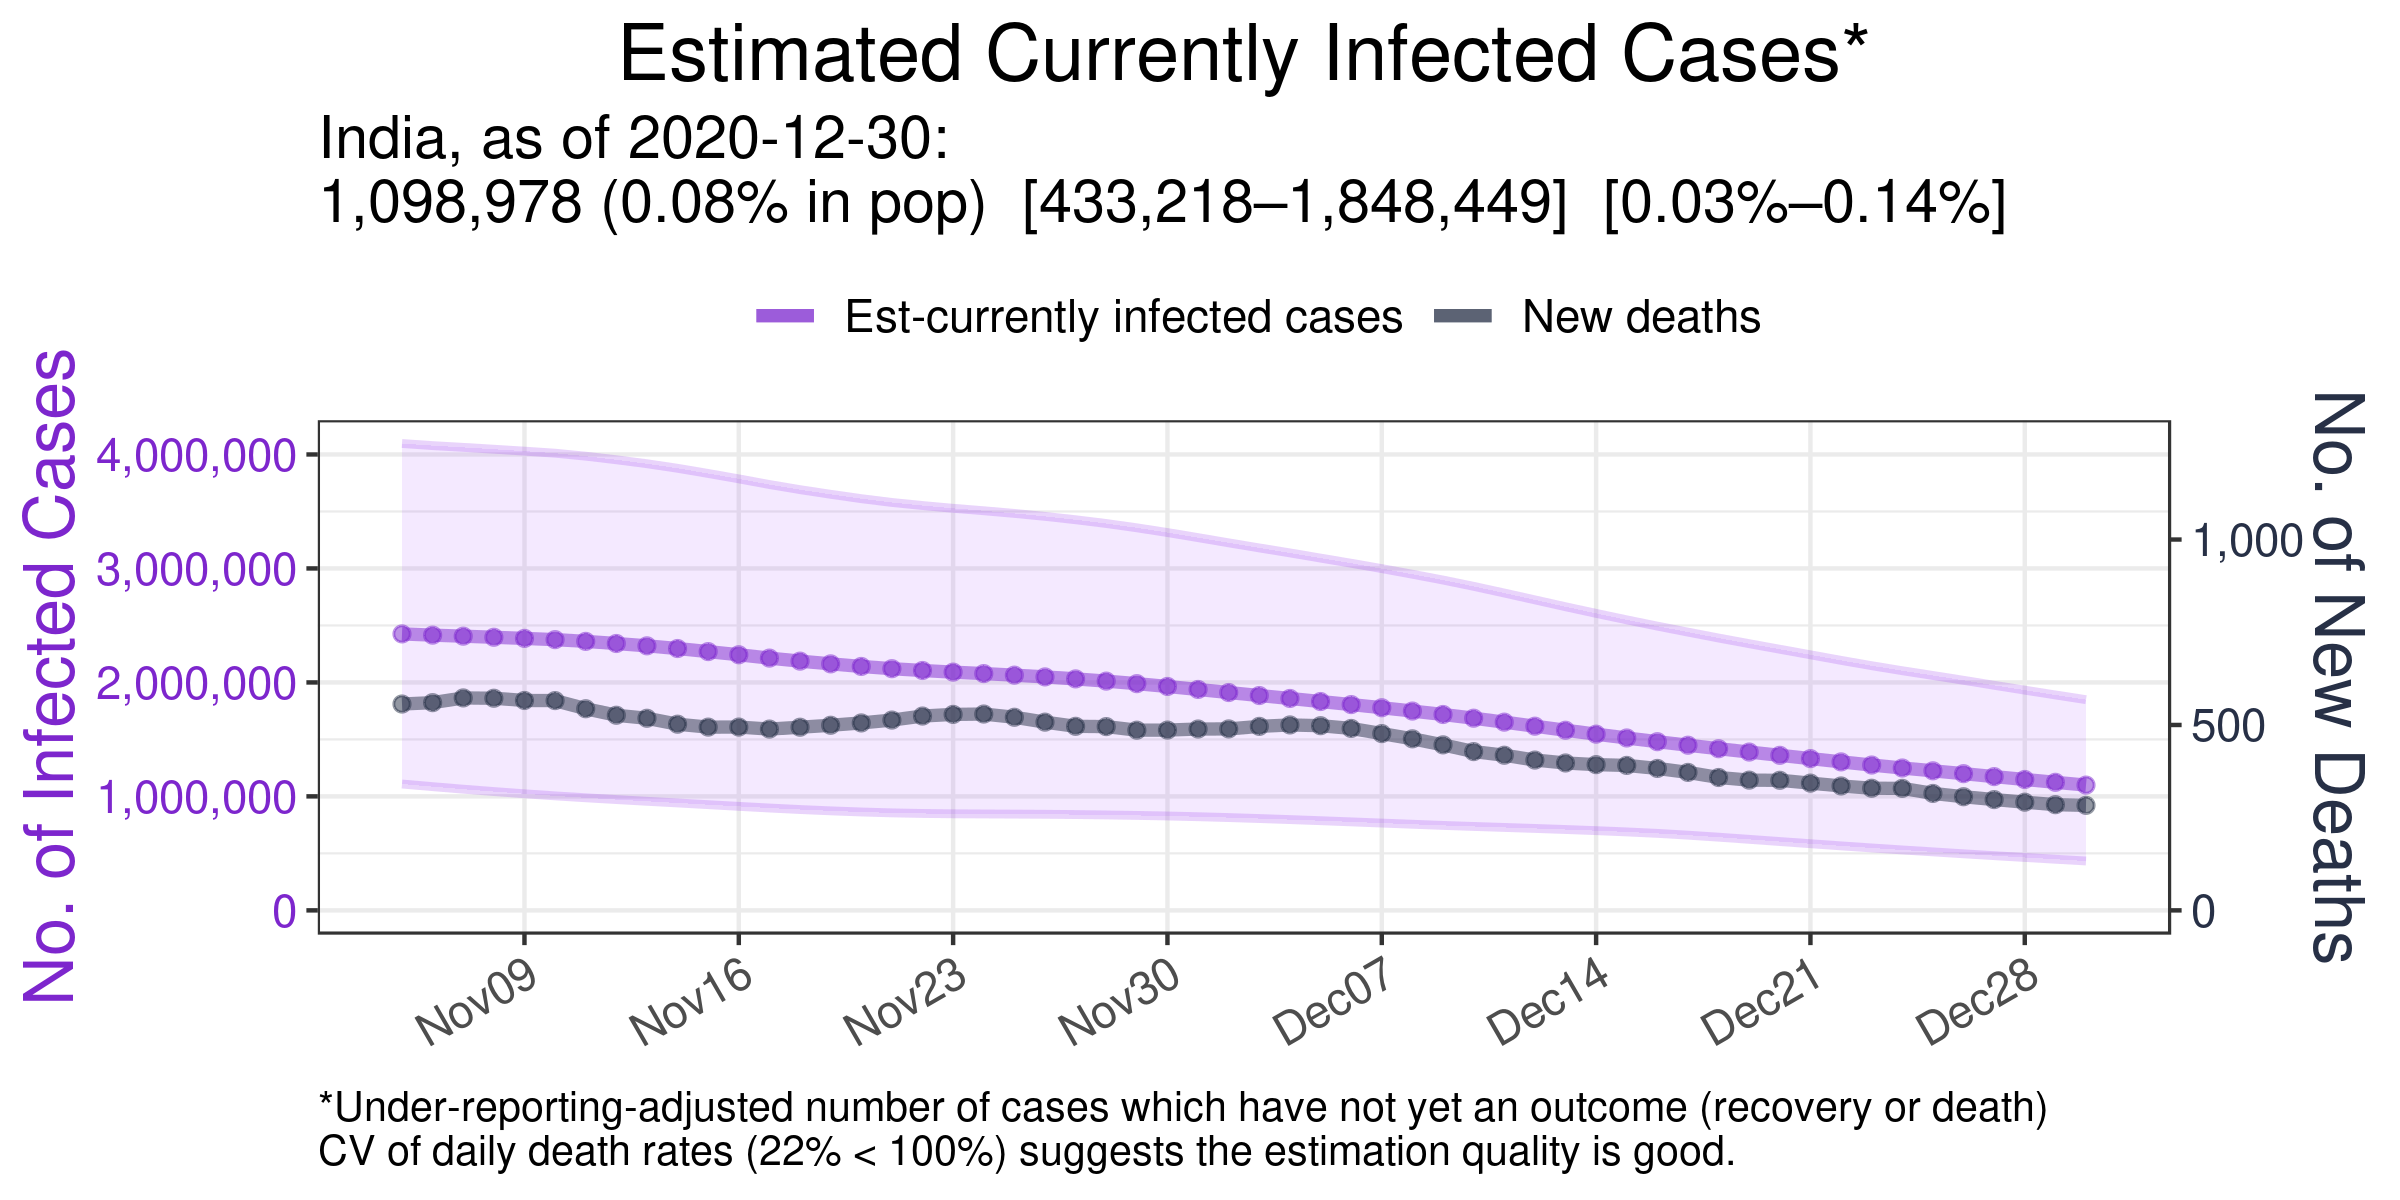 Estimated Currently Infected Cases*
India, as of 2020-12-30:
1,098,978 (0.08% in pop) [433,218–1,848,449] [0.03%–0.14%]
Est-currently infected cases
New deaths
No. of Infected Cases
4,000,000
3,000,000
2,000,000
1,000,000
0
No. of New Deaths
1,000
500
0
Nov09
Nov16
Nov23
Nov30
Dec07
Dec14
Dec21
Dec28
*Under-reporting-adjusted number of cases which have not yet an outcome (recovery or death)
CV of daily death rates (22% < 100%) suggests the estimation quality is good.